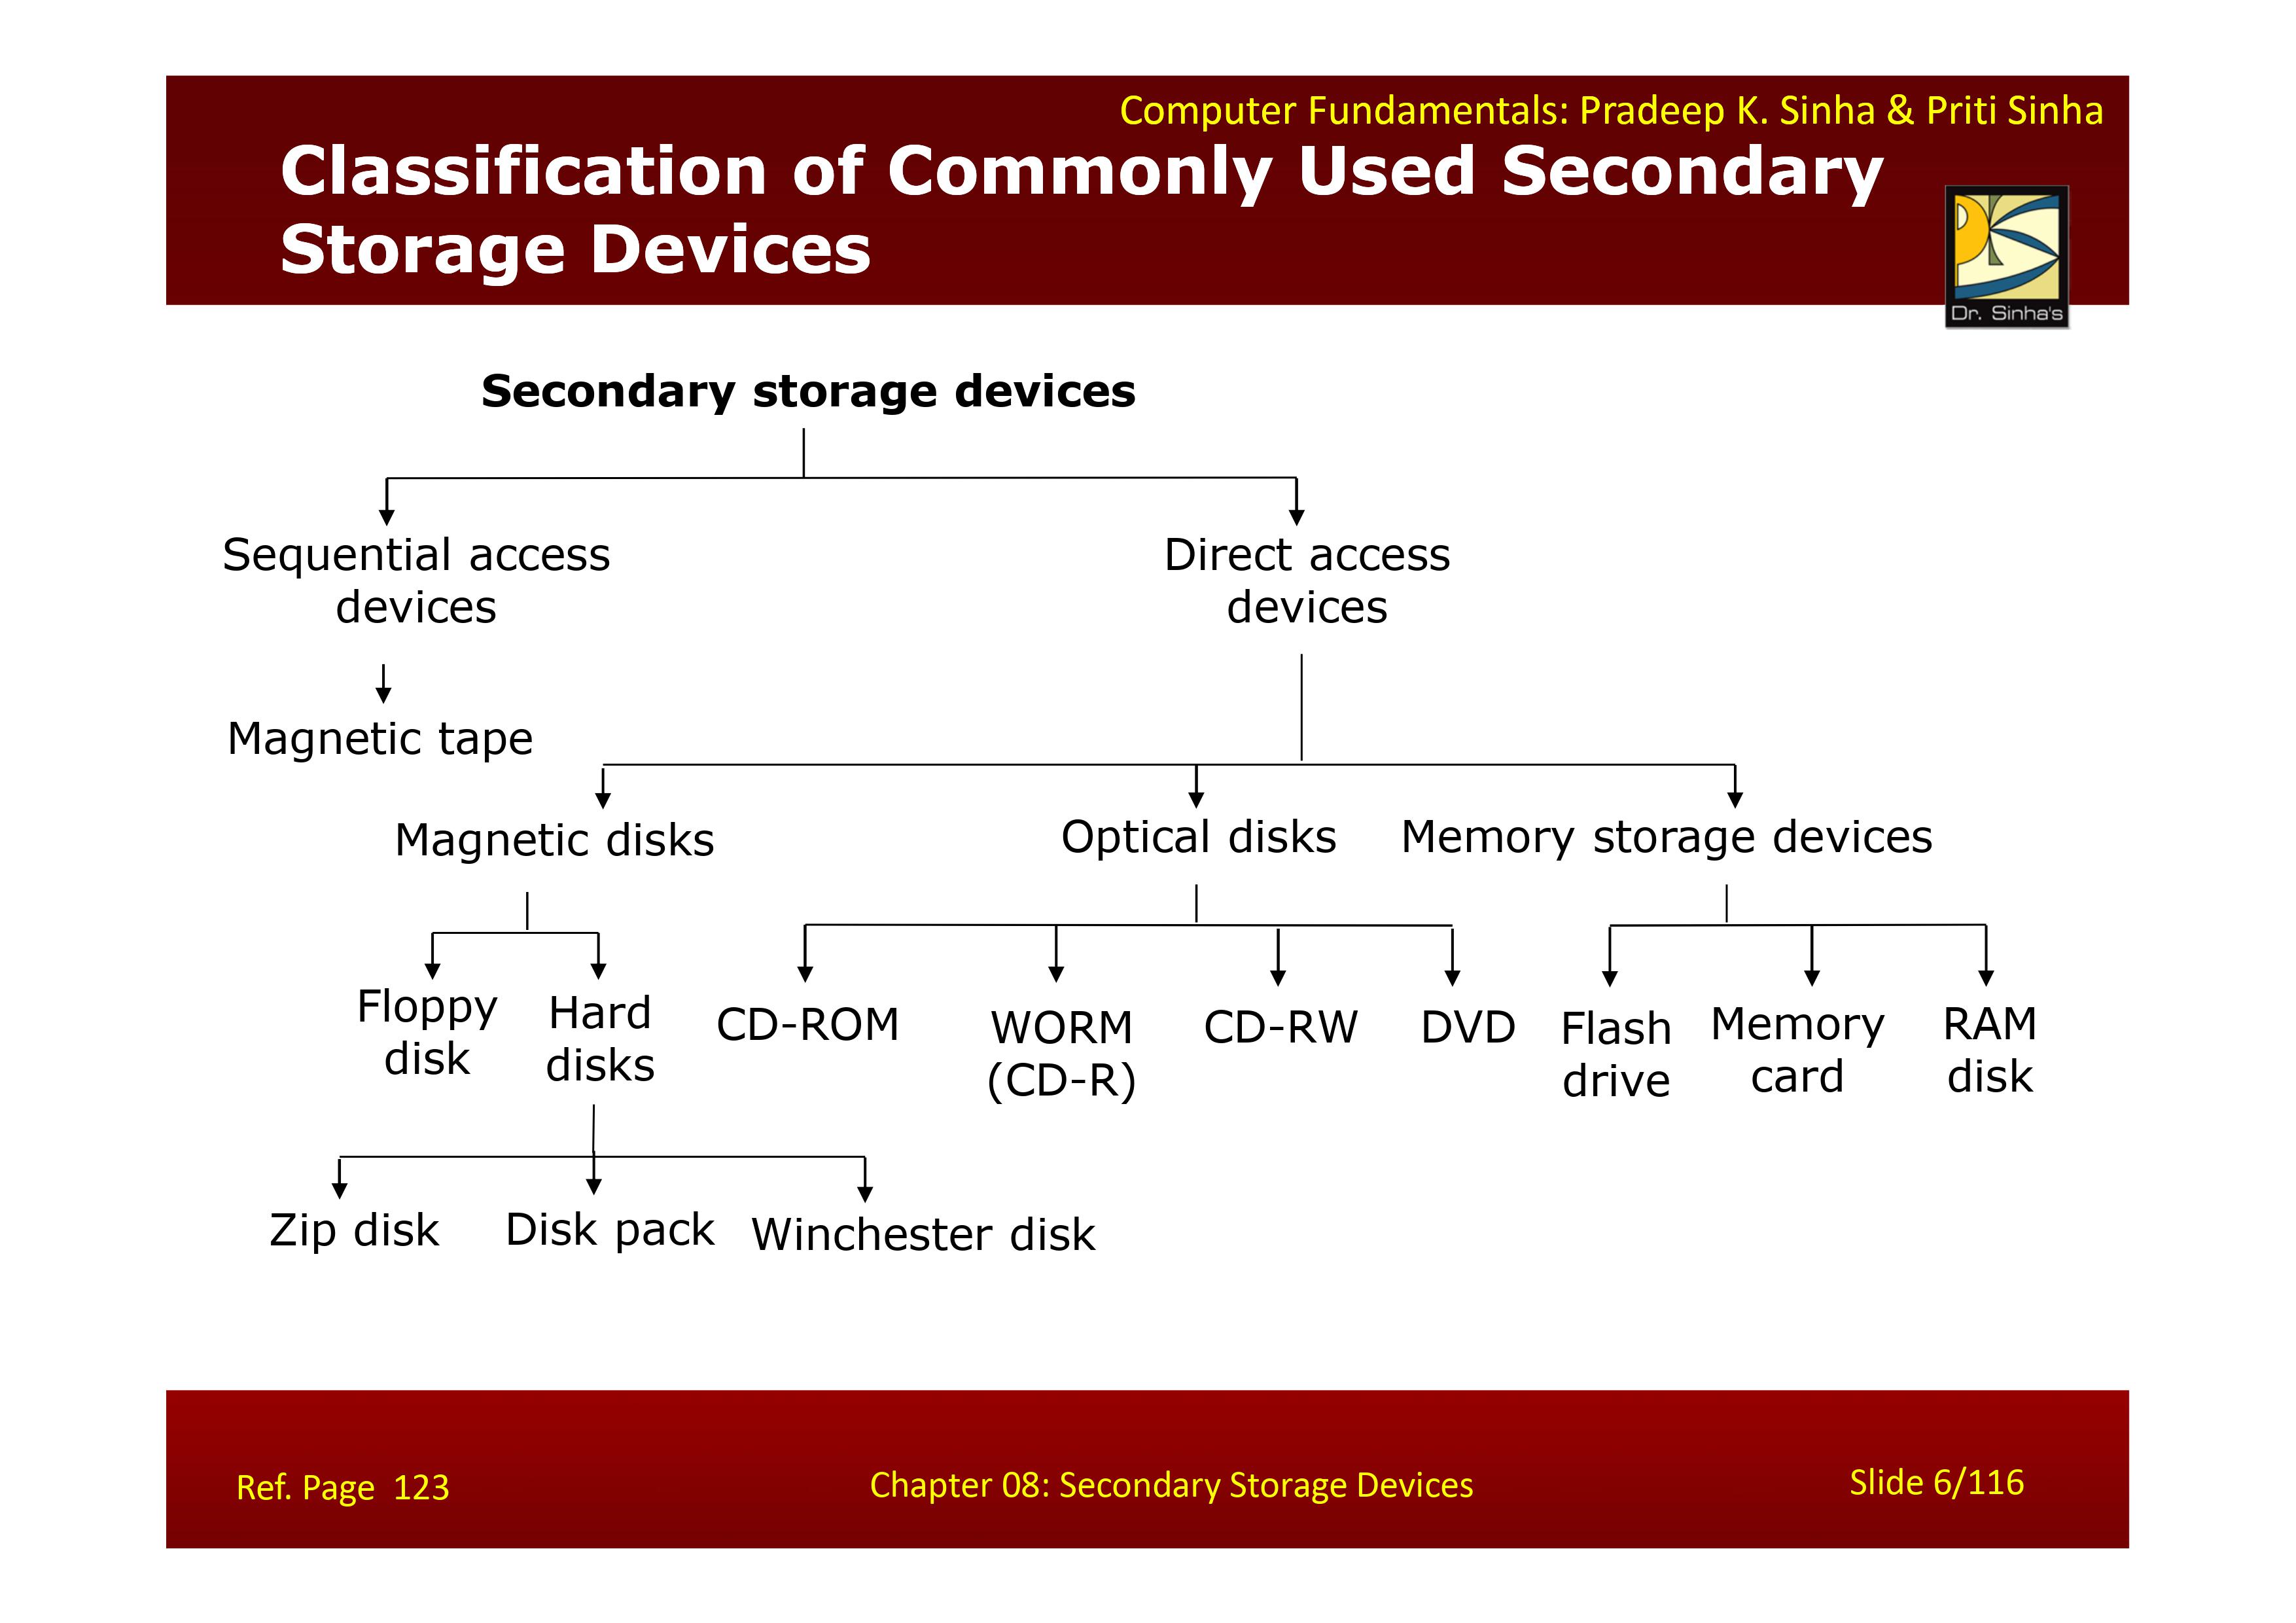 Computer Fundamentals: Pradeep K. Sinha & Priti Sinha
Classification of Commonly Used Secondary
Storage Devices
Dr. Sinha's
Secondary storage devices
Sequential access
devices
Direct access
devices
Magnetic tape
Magnetic disks
Optical disks
Memory storage devices
Floppy
disk
Hard
disks
CD-ROM
WORM
(CD-R)
CD-RW
DVD
Flash
drive
Memory
card
RAM
disk
Zip disk
Disk pack
Winchester disk
Ref. Page 123
Chapter 08: Secondary Storage Devices
Slide 6/116